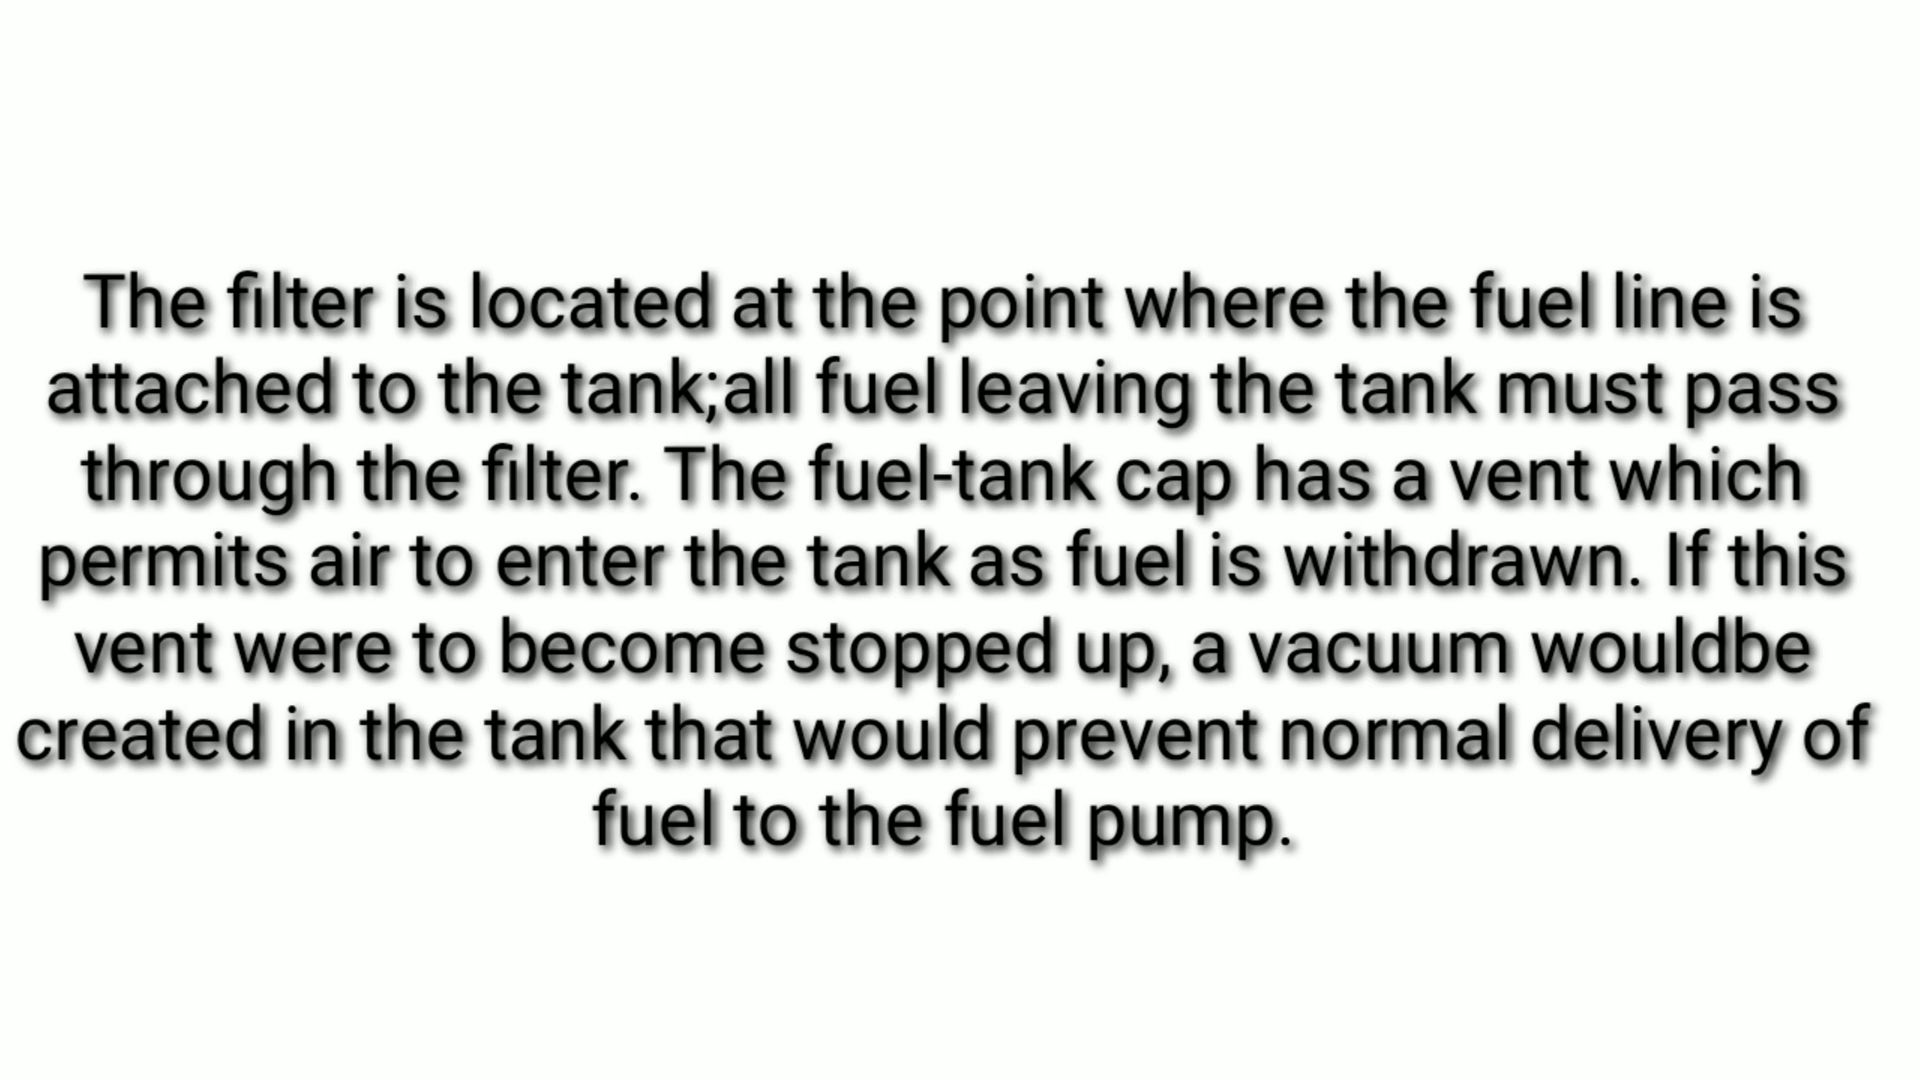 The filter is located at the point where the fuel line is
attached to the tank;all fuel leaving the tank must pass
through the filter. The fuel-tank cap has a vent which
permits air to enter the tank as fuel is withdrawn. If this
vent were to become stopped up, a vacuum wouldbe
created in the tank that would prevent normal delivery of
fuel to the fuel pump.